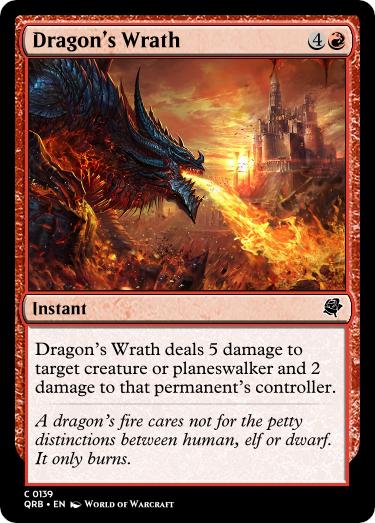 Dragon's Wrath 4
Instant
Dragon's Wrath deals 5 damage to
target creature or planeswalker and 2
damage to that permanent's controller.
A dragon's fire cares not for the petty
distinctions between human, elf or dwarf.
It only burns.
C 0139
QRB • EN World of Warcraft